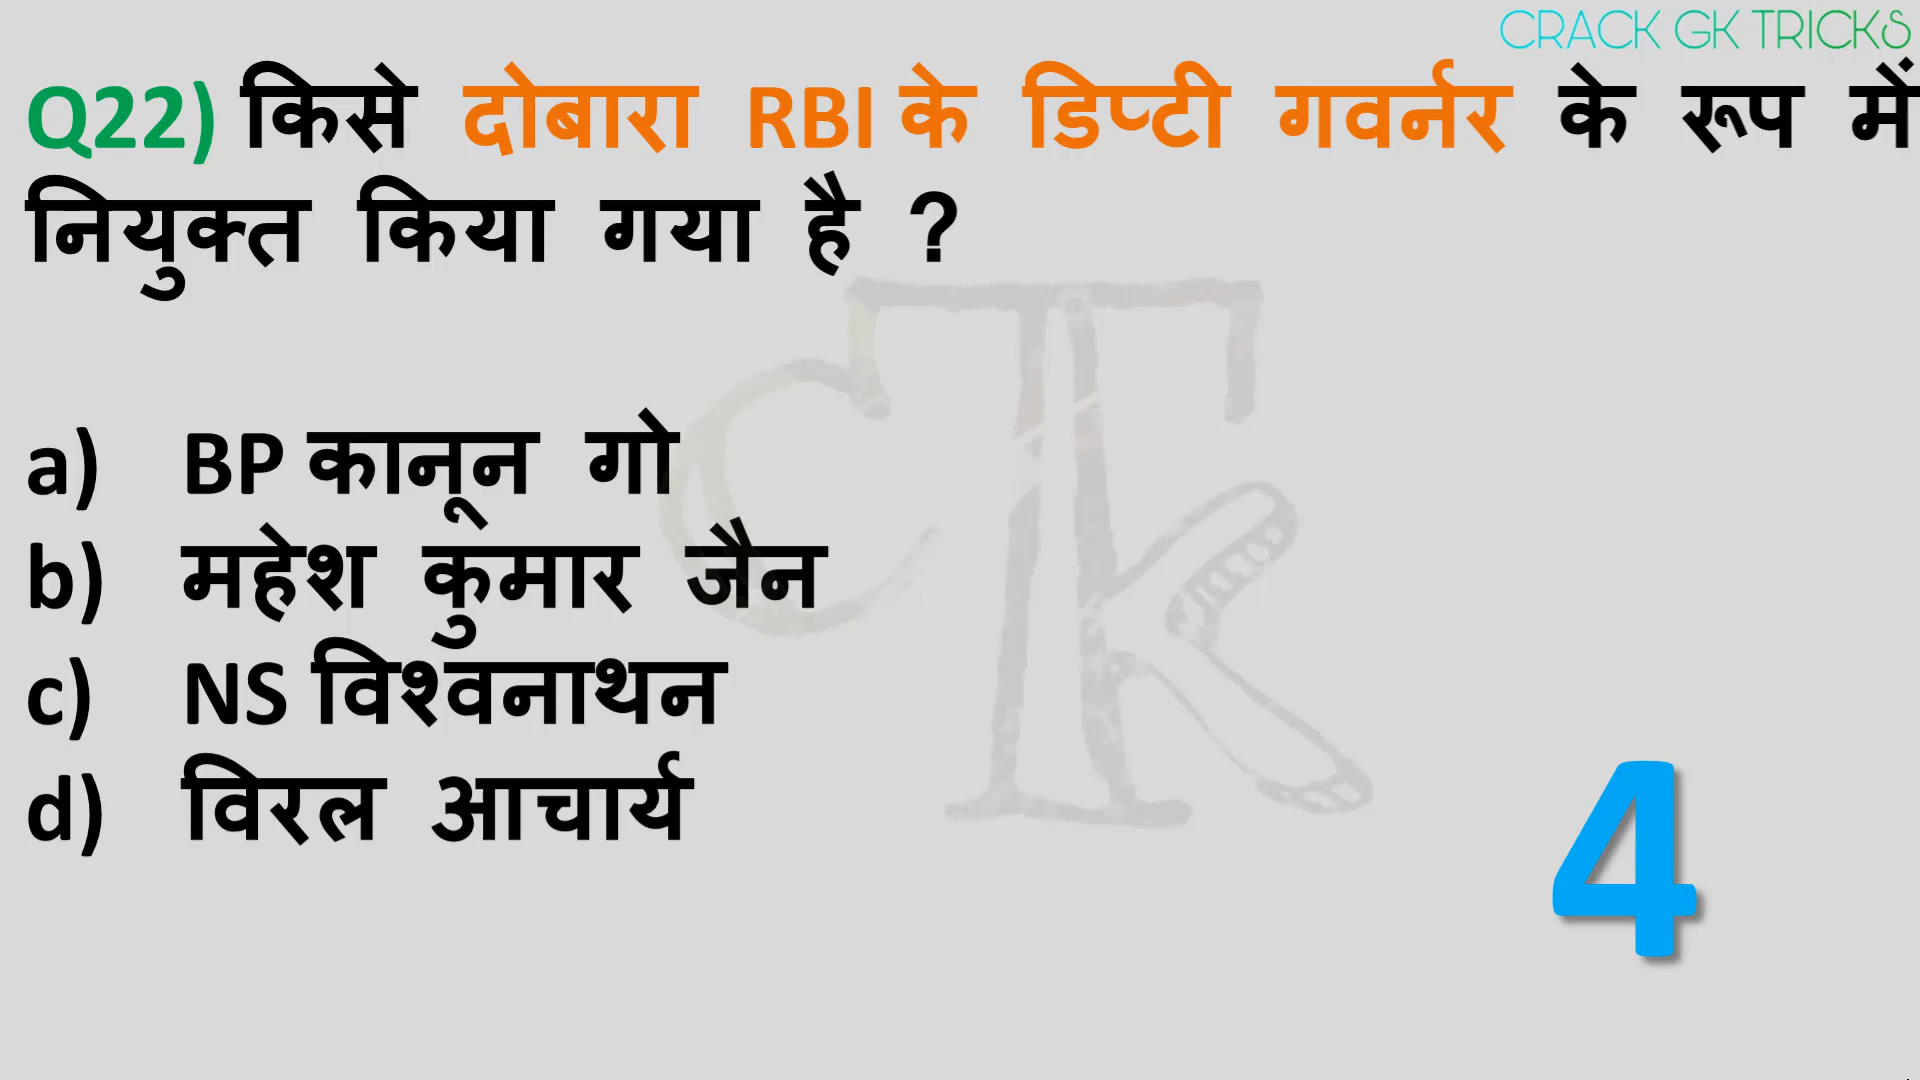 CRACK GK TRICKS
Q22) किसे दोबारा RBI के डिप्टी गवर्नर के रूप में
नियुक्त किया गया है ?
a) BP कानून गो
b) महेश कुमार जैन
c) NS विश्वनाथन
d) विरल आचार्य
4